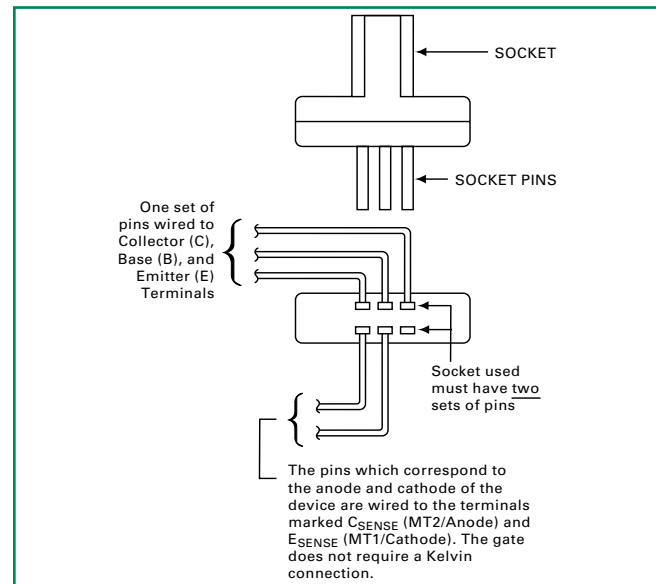 SOCKET
SOCKET PINS
One set of
pins wired to
Collector (C),
Base (B), and
Emitter (E)
Terminals
Socket used
must have two
sets of pins
The pins which correspond to
the anode and cathode of the
device are wired to the terminals
marked CSENSE (MT2/Anode) and
ESENSE (MT1/Cathode). The gate
does not require a Kelvin
connection.